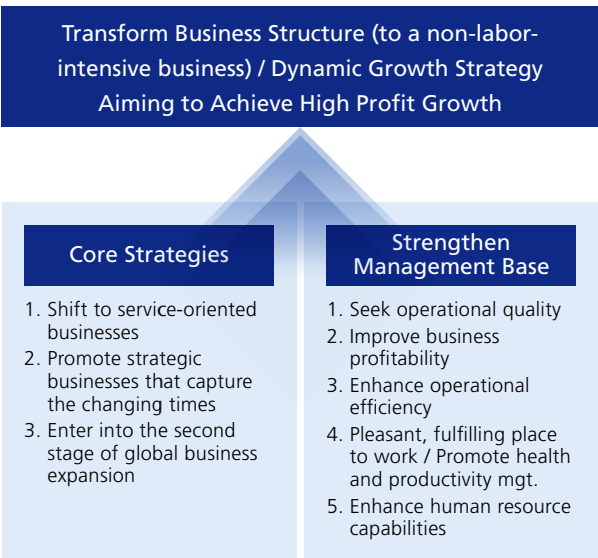 Transform Business Structure (to a non-labor-
intensive business) / Dynamic Growth Strategy
Aiming to Achieve High Profit Growth
Core Strategies
1. Shift to service-oriented
businesses
2. Promote strategic
businesses that capture
the changing times
3. Enter into the second
stage of global business
expansion
Strengthen
Management Base
1. Seek operational quality
2. Improve business
profitability
3. Enhance operational
efficiency
4. Pleasant, fulfilling place
to work / Promote health
and productivity mgt.
5. Enhance human resource
capabilities